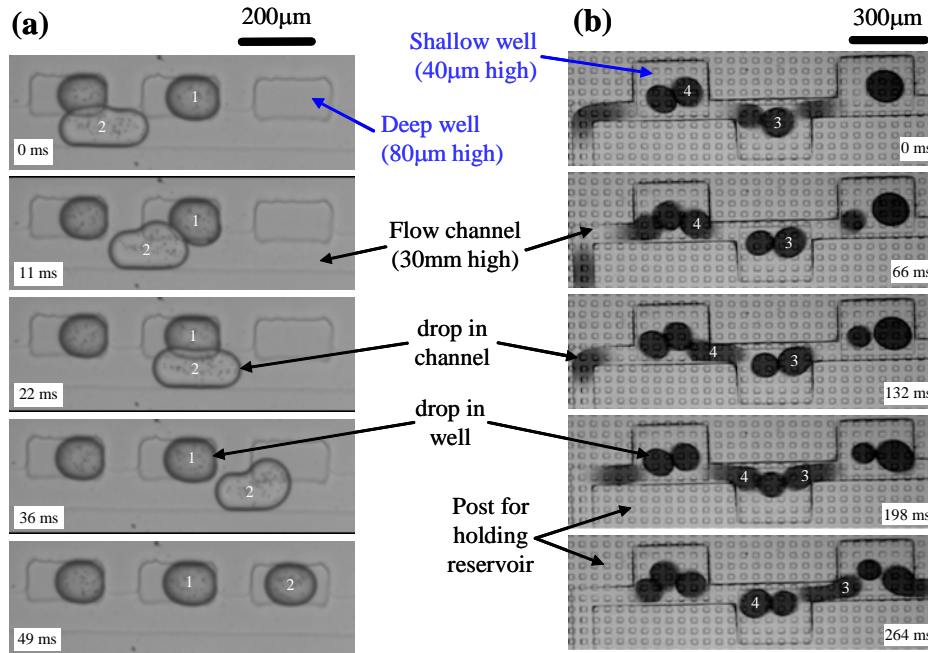 (a)
200μm
0 ms
1
2
11 ms
1
2
22 ms
1
2
36 ms
1
2
49 ms
1
2
Shallow well
(40μm high)
Deep well
(80μm high)
Flow channel
(30mm high)
drop in
channel
drop in
well
Post for
holding
reservoir
(b)
300μm
4
3
0 ms
4
3
66 ms
4
3
132 ms
4
3
198 ms
4
3
264 ms